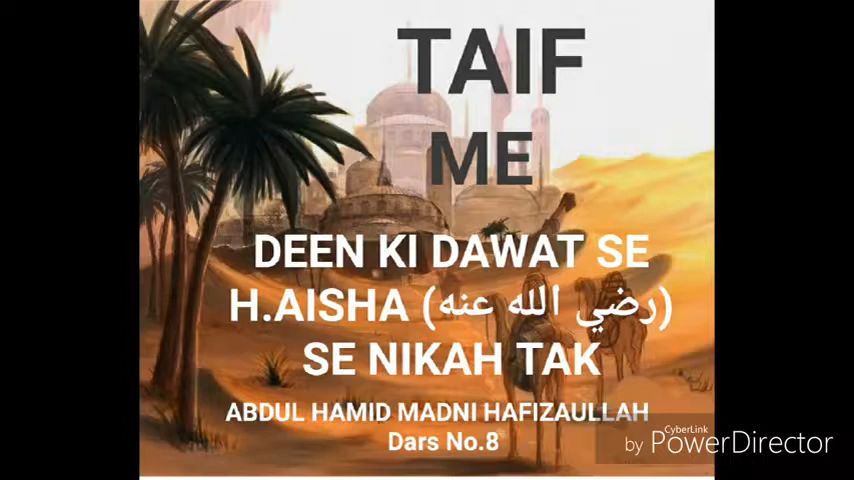 TAIF
ME
DEEN KI DAWAT SE
H.AISHA (رضي الله عنه)
SE NIKAH TAK
ABDUL HAMID MADNI HAFIZAULLAH
Dars No.8
CyberLink
by PowerDirector